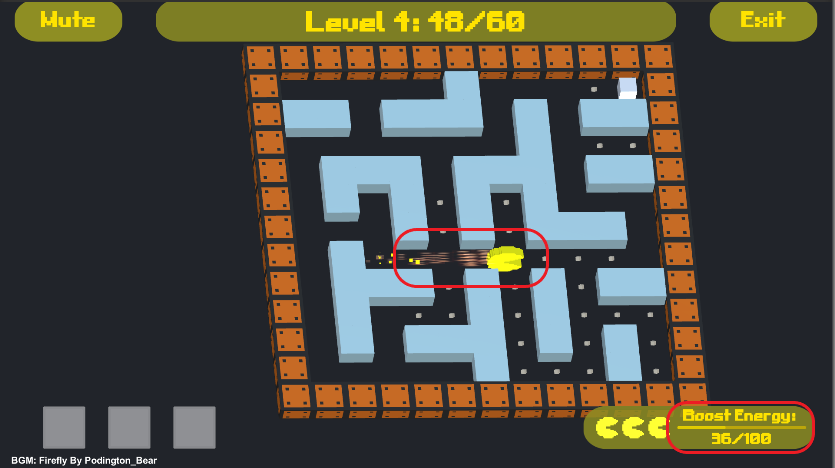 Mute
Level 4: 48/60
Exit
Boost Energy:
36/100
BGM: Firefly By Podington_Bear